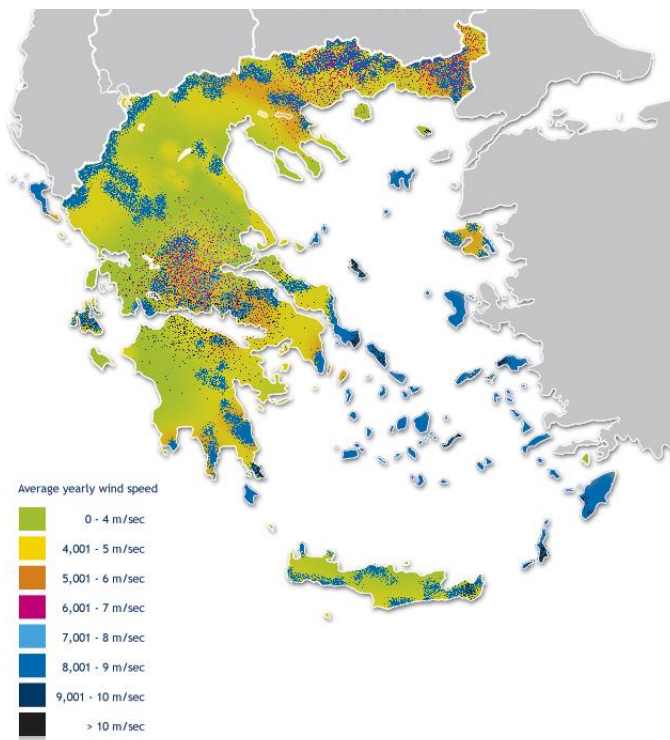 Average yearly wind speed
0 - 4 m/sec
4,001 - 5 m/sec
5,001 - 6 m/sec
6,001 - 7 m/sec
7,001 - 8 m/sec
8,001 - 9 m/sec
9,001 - 10 m/sec
> 10 m/sec